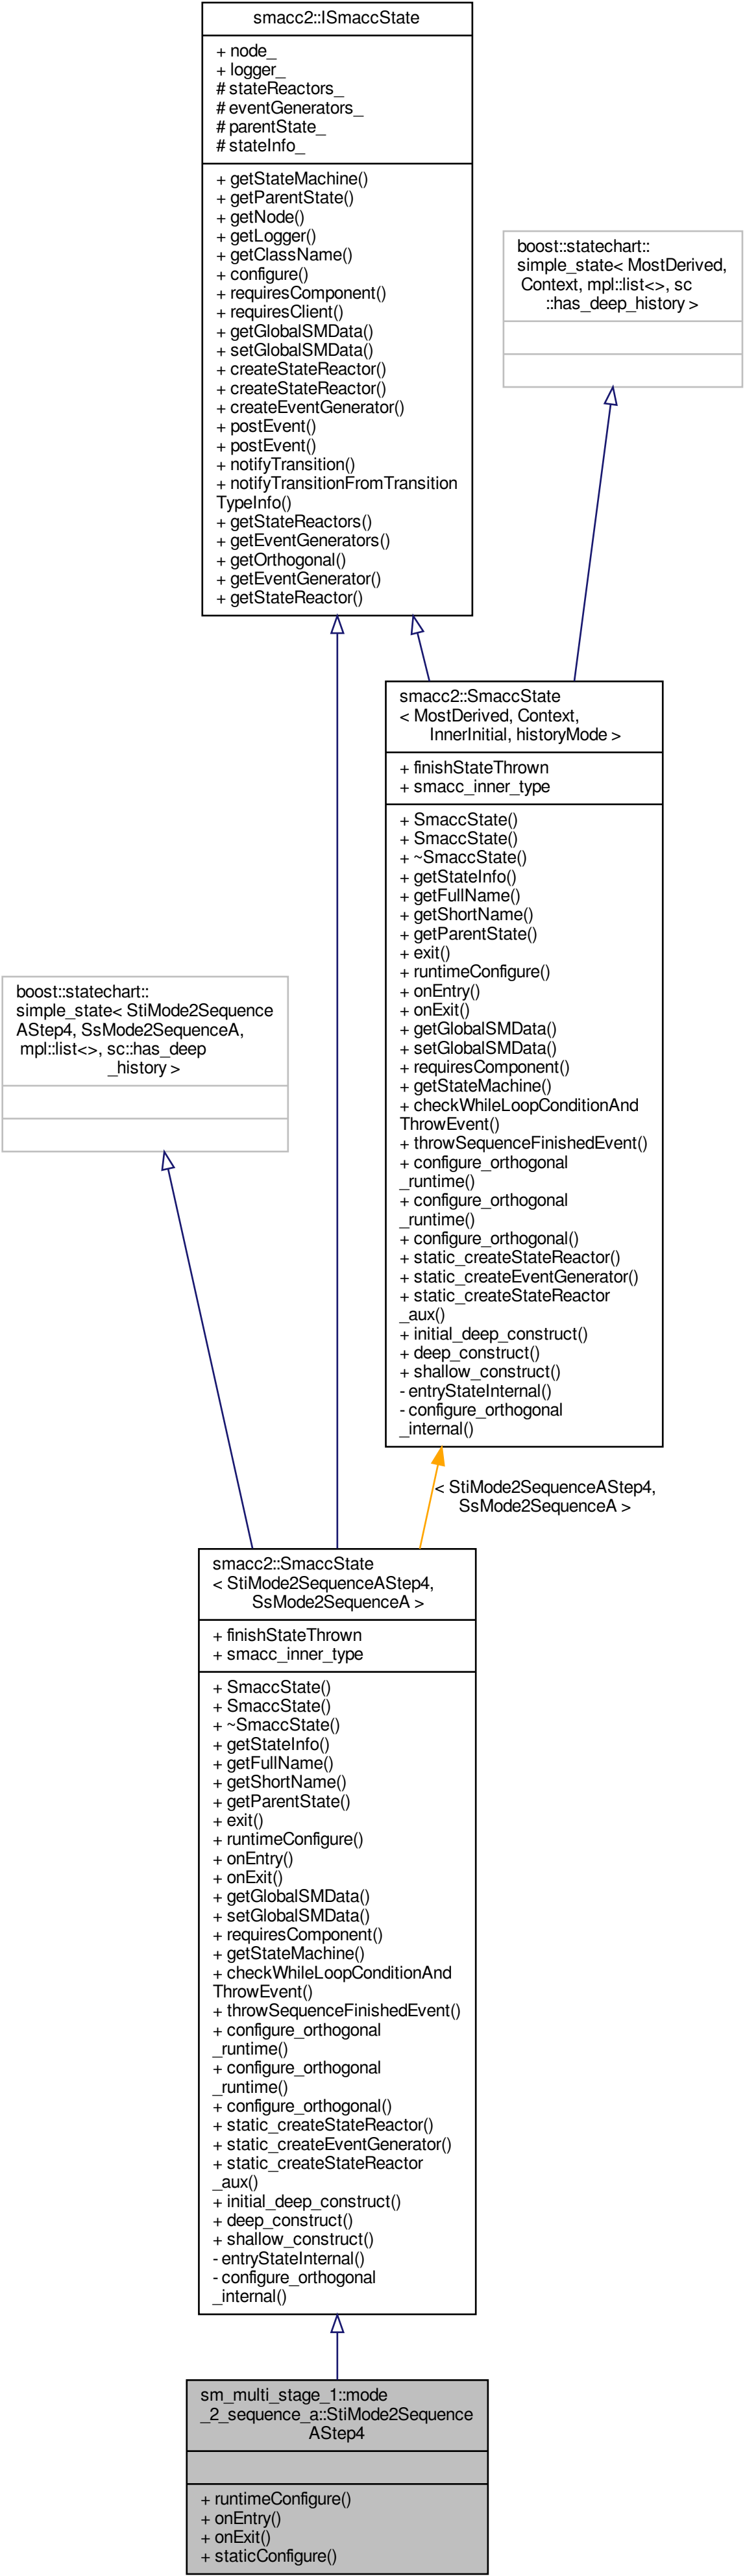 smacc2::ISmaccState
+ node_
+ logger_
# stateReactors_
# eventGenerators_
# parentState_
# stateInfo_
+ getStateMachine()
+ getParentState()
+ getNode()
+ getLogger()
+ getClassName()
+ configure()
+ requiresComponent()
+ requiresClient()
+ getGlobalSMData()
+ setGlobalSMData()
+ createStateReactor()
+ createStateReactor()
+ createEventGenerator()
+ postEvent()
+ postEvent()
+ notifyTransition()
+ notifyTransitionFromTransition
TypeInfo()
+ getStateReactors()
+ getEventGenerators()
+ getOrthogonal()
+ getEventGenerator()
+ getStateReactor()
boost::statechart::
simple_state< MostDerived,
Context, mpl::list<>, sc
::has_deep_history >
smacc2::SmaccState
< MostDerived, Context,
InnerInitial, historyMode >
+ finishStateThrown
+ smacc_inner_type
+ SmaccState()
+ SmaccState()
+ ~SmaccState()
+ getStateInfo()
+ getFullName()
+ getShortName()
+ getParentState()
+ exit()
+ runtimeConfigure()
+ onEntry()
+ onExit()
+ getGlobalSMData()
+ setGlobalSMData()
+ requiresComponent()
+ getStateMachine()
+ checkWhileLoopConditionAnd
ThrowEvent()
+ throwSequenceFinishedEvent()
+ configure_orthogonal
_runtime()
+ configure_orthogonal
_runtime()
+ configure_orthogonal()
+ static_createStateReactor()
+ static_createEventGenerator()
+ static_createStateReactor
_aux()
+ initial_deep_construct()
+ deep_construct()
+ shallow_construct()
- entryStateInternal()
- configure_orthogonal
_internal()
boost::statechart::
simple_state< StiMode2Sequence
AStep4, SsMode2SequenceA,
mpl::list<>, sc::has_deep
_history >
< StiMode2SequenceAStep4,
SsMode2SequenceA >
smacc2::SmaccState
< StiMode2SequenceAStep4,
SsMode2SequenceA >
+ finishStateThrown
+ smacc_inner_type
+ SmaccState()
+ SmaccState()
+ ~SmaccState()
+ getStateInfo()
+ getFullName()
+ getShortName()
+ getParentState()
+ exit()
+ runtimeConfigure()
+ onEntry()
+ onExit()
+ getGlobalSMData()
+ setGlobalSMData()
+ requiresComponent()
+ getStateMachine()
+ checkWhileLoopConditionAnd
ThrowEvent()
+ throwSequenceFinishedEvent()
+ configure_orthogonal
_runtime()
+ configure_orthogonal
_runtime()
+ configure_orthogonal()
+ static_createStateReactor()
+ static_createEventGenerator()
+ static_createStateReactor
_aux()
+ initial_deep_construct()
+ deep_construct()
+ shallow_construct()
- entryStateInternal()
- configure_orthogonal
_internal()
sm_multi_stage_1::mode
_2_sequence_a::StiMode2Sequence
AStep4
+ runtimeConfigure()
+ onEntry()
+ onExit()
+ staticConfigure()